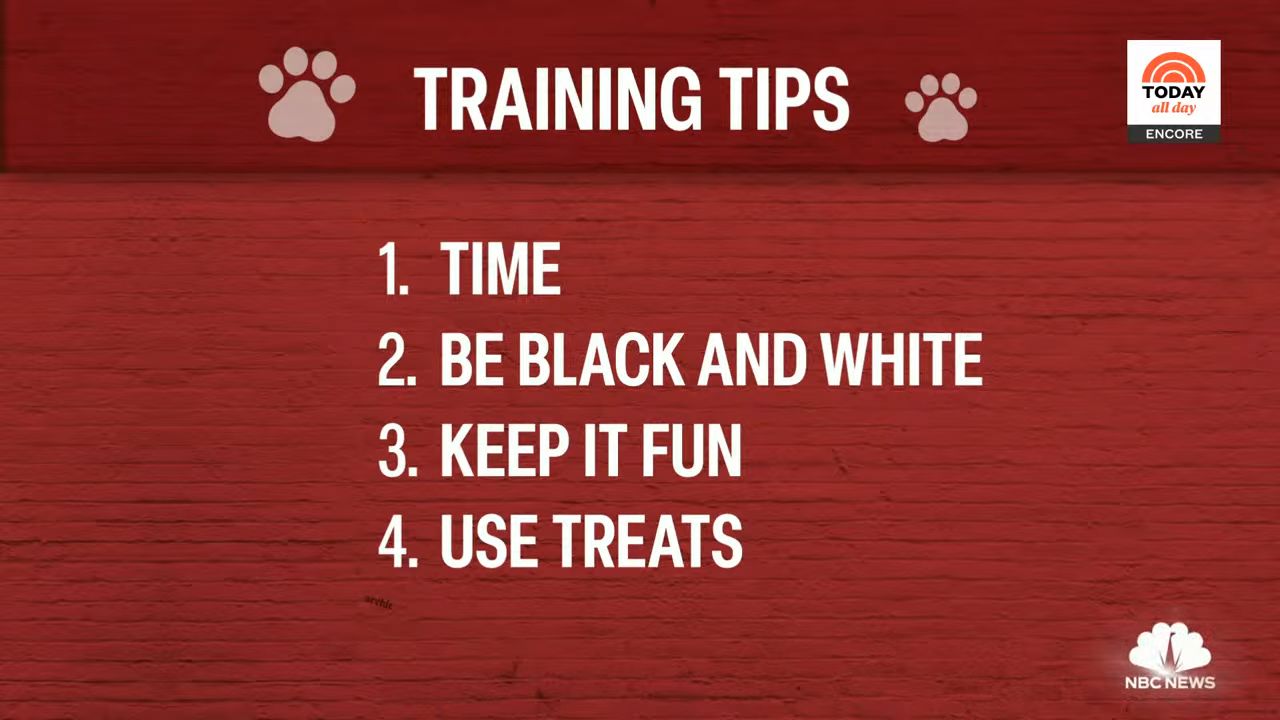 TRAINING TIPS
TODAY
all day
ENCORE
1. TIME
2. BE BLACK AND WHITE
3. KEEP IT FUN
4. USE TREATS
NBC NEWS